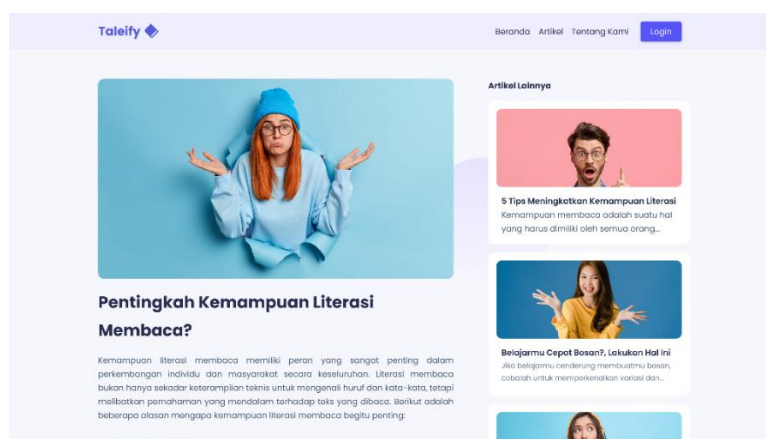 Taleify
Beranda Artikel Tentang Kami Login
Pentingkah Kemampuan Literasi
Membaca?
Kemampuan literasi membaca memiliki peran yang sangat penting dalam
perkembangan individu dan masyarakat secara keseluruhan. Literasi membaca
bukan hanya sekadar keterampilan teknis untuk mengenali huruf dan kata-kata, tetapi
melibatkan pemahaman yang mendalam terhadap teks yang dibaca. Berikut adalah
beberapa alasan mengapa kemampuan literasi membaca begitu penting:
Artikel Lainnya
5 Tips Meningkatkan Kemampuan Literasi
Kemampuan membaca adalah suatu hal
yang harus dimiliki oleh semua orang...
Belajarmu Cepat Bosan?, Lakukan Hal Ini
Jika belajarmu cenderung membuatmu bosan,
cobalah untuk memperkenalkan variasi dan...